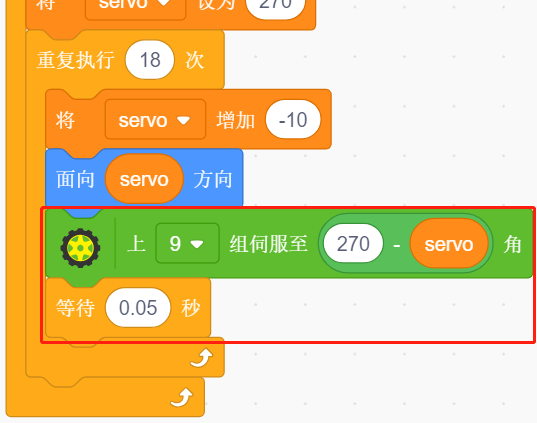 将 servo 设为 270
重复执行 18 次
将 servo 增加 -10
面向 servo 方向
上 9 组伺服至 270 - servo 角
等待 0.05 秒